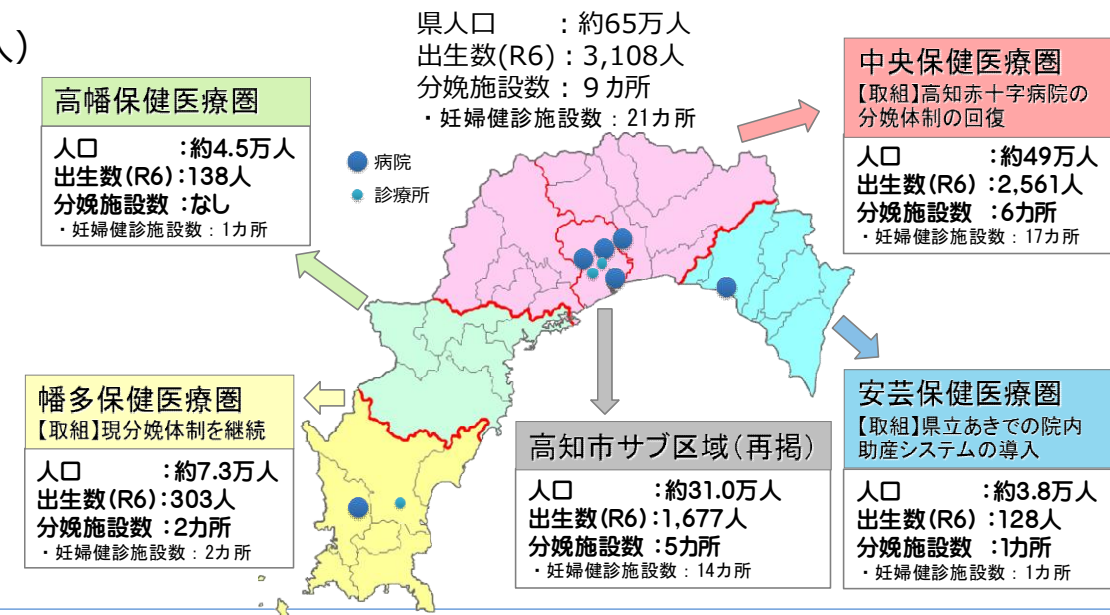 人)
県人口　　：約65万人
出生数(R6)：3,108人
分娩施設数：９カ所
・妊婦健診施設数：21カ所
高幡保健医療圏
人口　　　：約4.5万人
出生数(R6)：138人
分娩施設数：なし
・妊婦健診施設数：1カ所
病院
診療所
中央保健医療圏
【取組】高知赤十字病院の
分娩体制の回復
人口　　　：約49万人
出生数(R6)：2,561人
分娩施設数：6カ所
・妊婦健診施設数：17カ所
幡多保健医療圏
【取組】現分娩体制を継続
人口　　　：約7.3万人
出生数(R6)：303人
分娩施設数：2カ所
・妊婦健診施設数：2カ所
高知市サブ区域(再掲)
人口　　　：約31.0万人
出生数(R6)：1,677人
分娩施設数：5カ所
・妊婦健診施設数：14カ所
安芸保健医療圏
【取組】県立あきでの院内
助産システムの導入
人口　　　：約3.8万人
出生数(R6)：128人
分娩施設数：1カ所
・妊婦健診施設数：1カ所